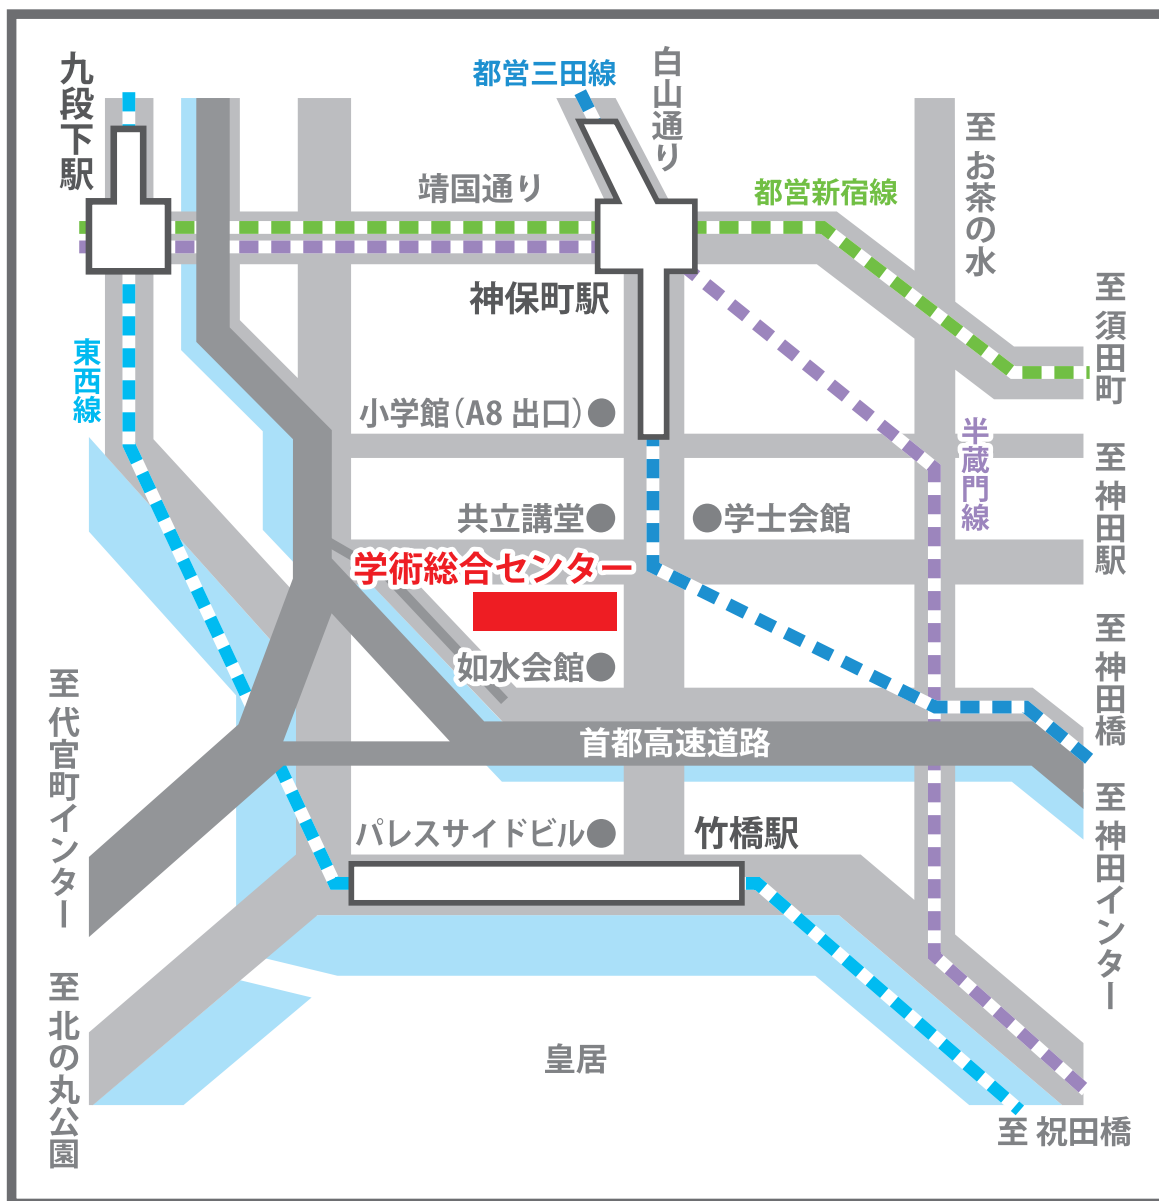 九段下駅
都営三田線
白山通り
靖国通り
都営新宿線
至 お茶の水
神保町駅
至 須田町
東西線
小学館（A8 出口）
半蔵門線
至 神田駅
共立講堂
学士会館
学術総合センター
如水会館
至 神田橋
至 代官町インター
首都高速道路
至 神田インター
パレスサイドビル
竹橋駅
至 北の丸公園
皇居
至 祝田橋